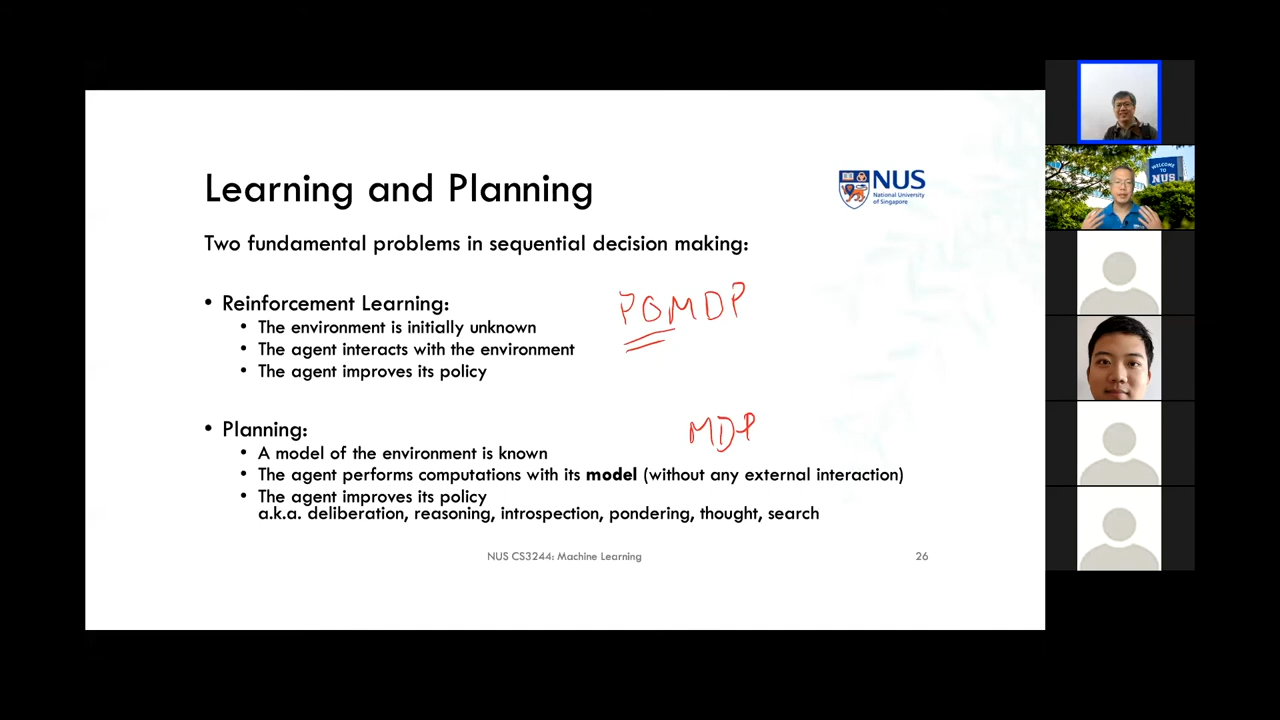 Learning and Planning
NUS
National University
of Singapore
Two fundamental problems in sequential decision making:
• Reinforcement Learning:
• The environment is initially unknown
• The agent interacts with the environment
• The agent improves its policy
POMDP
• Planning:
MDP
• A model of the environment is known
• The agent performs computations with its model (without any external interaction)
• The agent improves its policy
a.k.a. deliberation, reasoning, introspection, pondering, thought, search
NUS CS3244: Machine Learning
26
WELCOME
TO
NUS